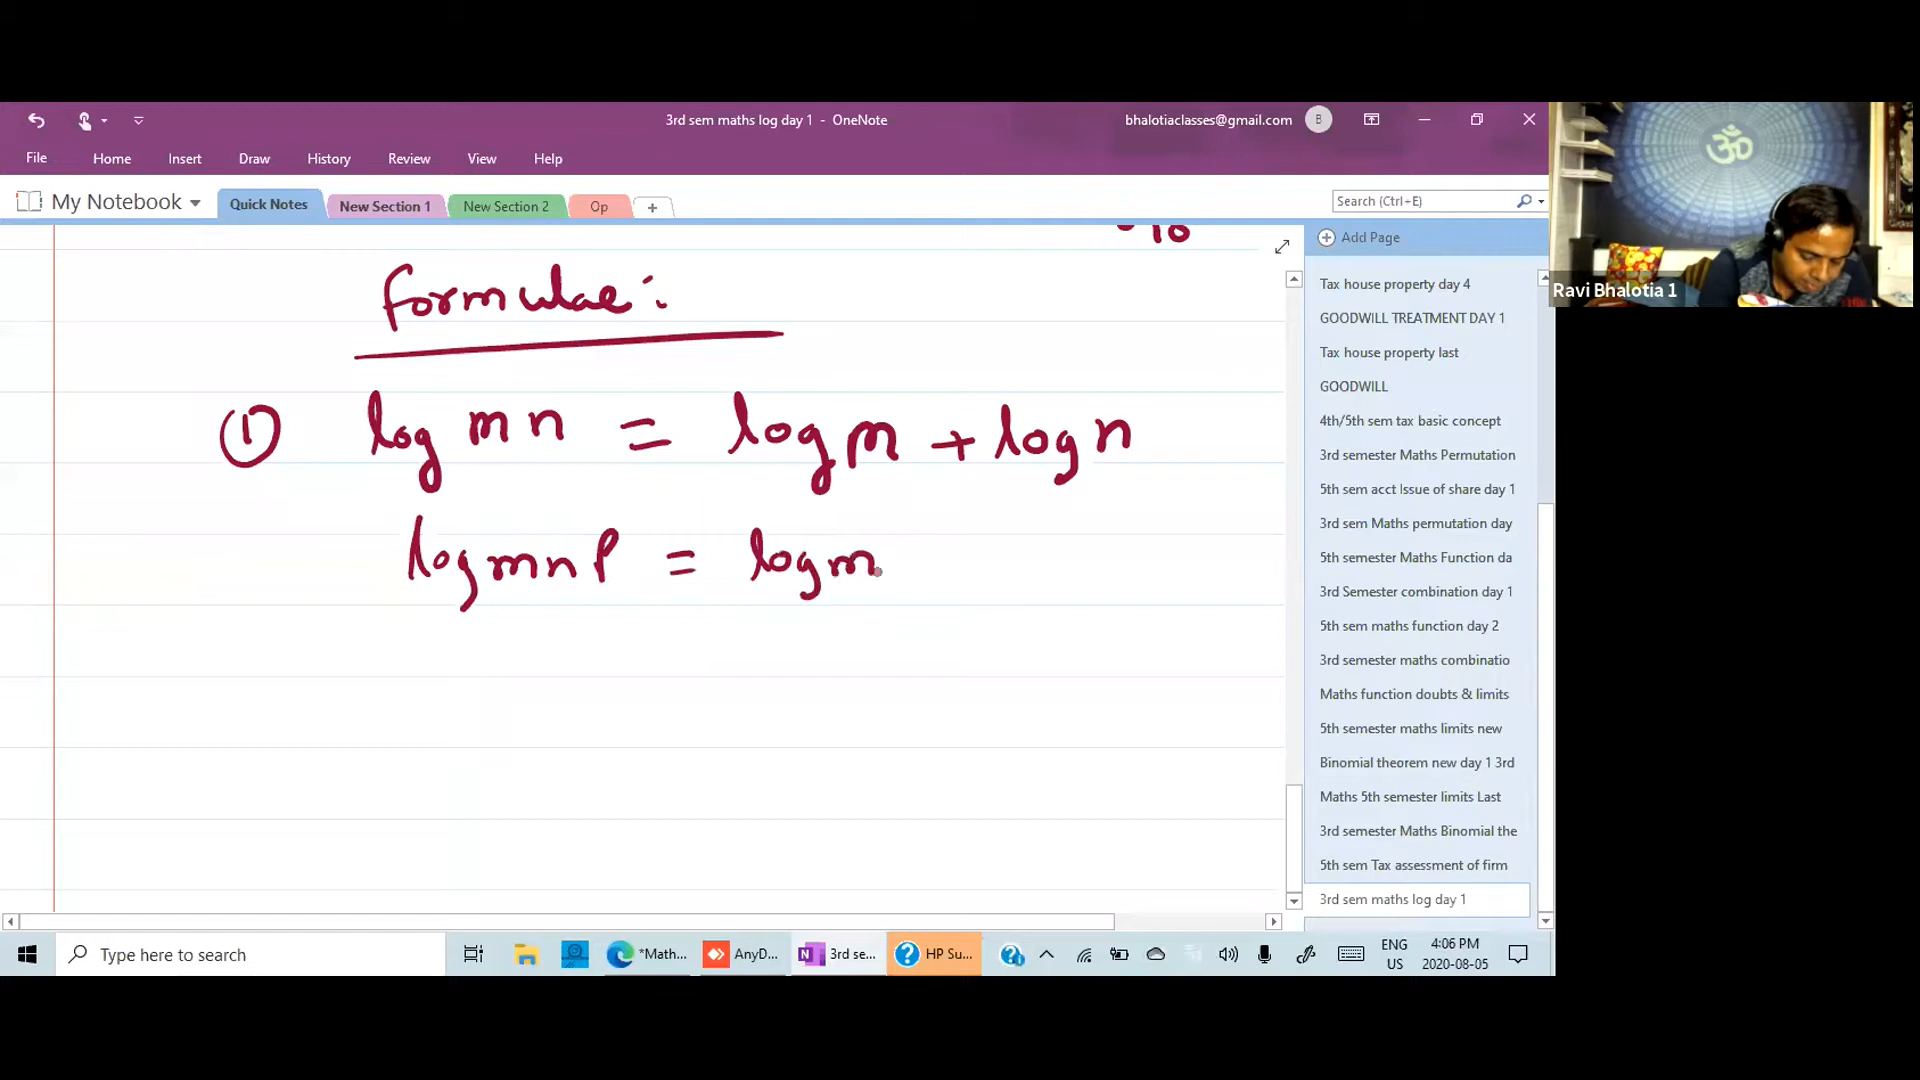 3rd sem maths log day 1 - OneNote
bhalotiaclasses@gmail.com
B
File Home Insert Draw History Review View Help
My Notebook
Quick Notes
New Section 1
New Section 2
Op
Search (Ctrl+E)
Formulae:
① log mn = log m + log n
log mnp = log m
Add Page
Tax house property day 4
GOODWILL TREATMENT DAY 1
Tax house property last
GOODWILL
4th/5th sem tax basic concept
3rd semester Maths Permutation
5th sem acct Issue of share day 1
3rd sem Maths permutation day
5th semester Maths Function da
3rd Semester combination day 1
5th sem maths function day 2
3rd semester maths combinatio
Maths function doubts & limits
5th semester maths limits new
Binomial theorem new day 1 3rd
Maths 5th semester limits Last
3rd semester Maths Binomial the
5th sem Tax assessment of firm
3rd sem maths log day 1
Ravi Bhalotia 1
Type here to search
*Math...
AnyD...
3rd se...
HP Su...
ENG
US
4:06 PM
2020-08-05